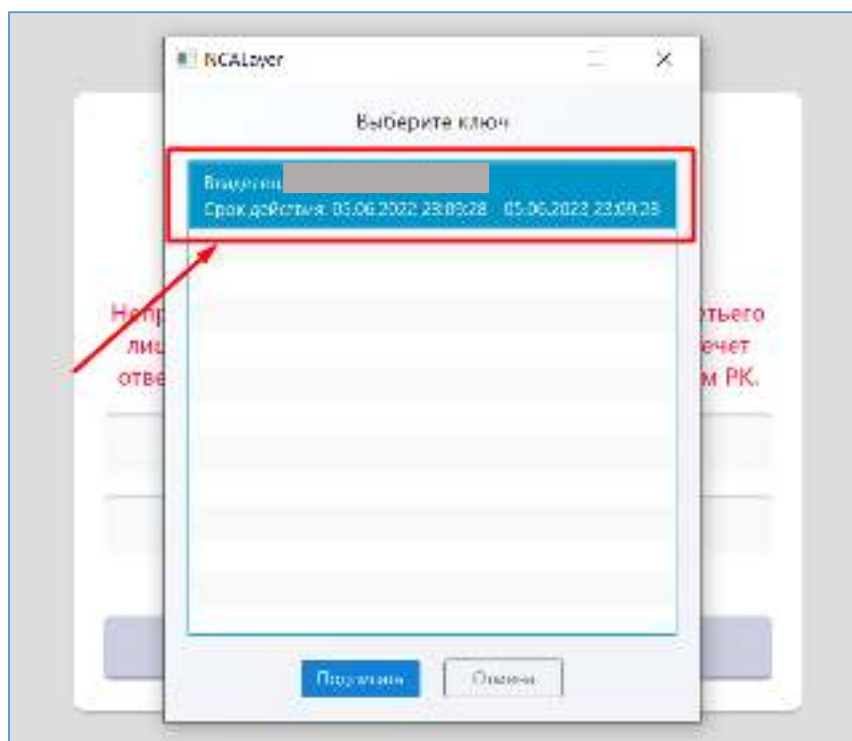 NCALayer
Выберите ключ
Владелец:
Срок действия: 05.06.2022 23:09:28 - 05.06.2023 23:09:28
Непр
етьего
лиц
ечет
отве
м РК.
Подписать
Отмена